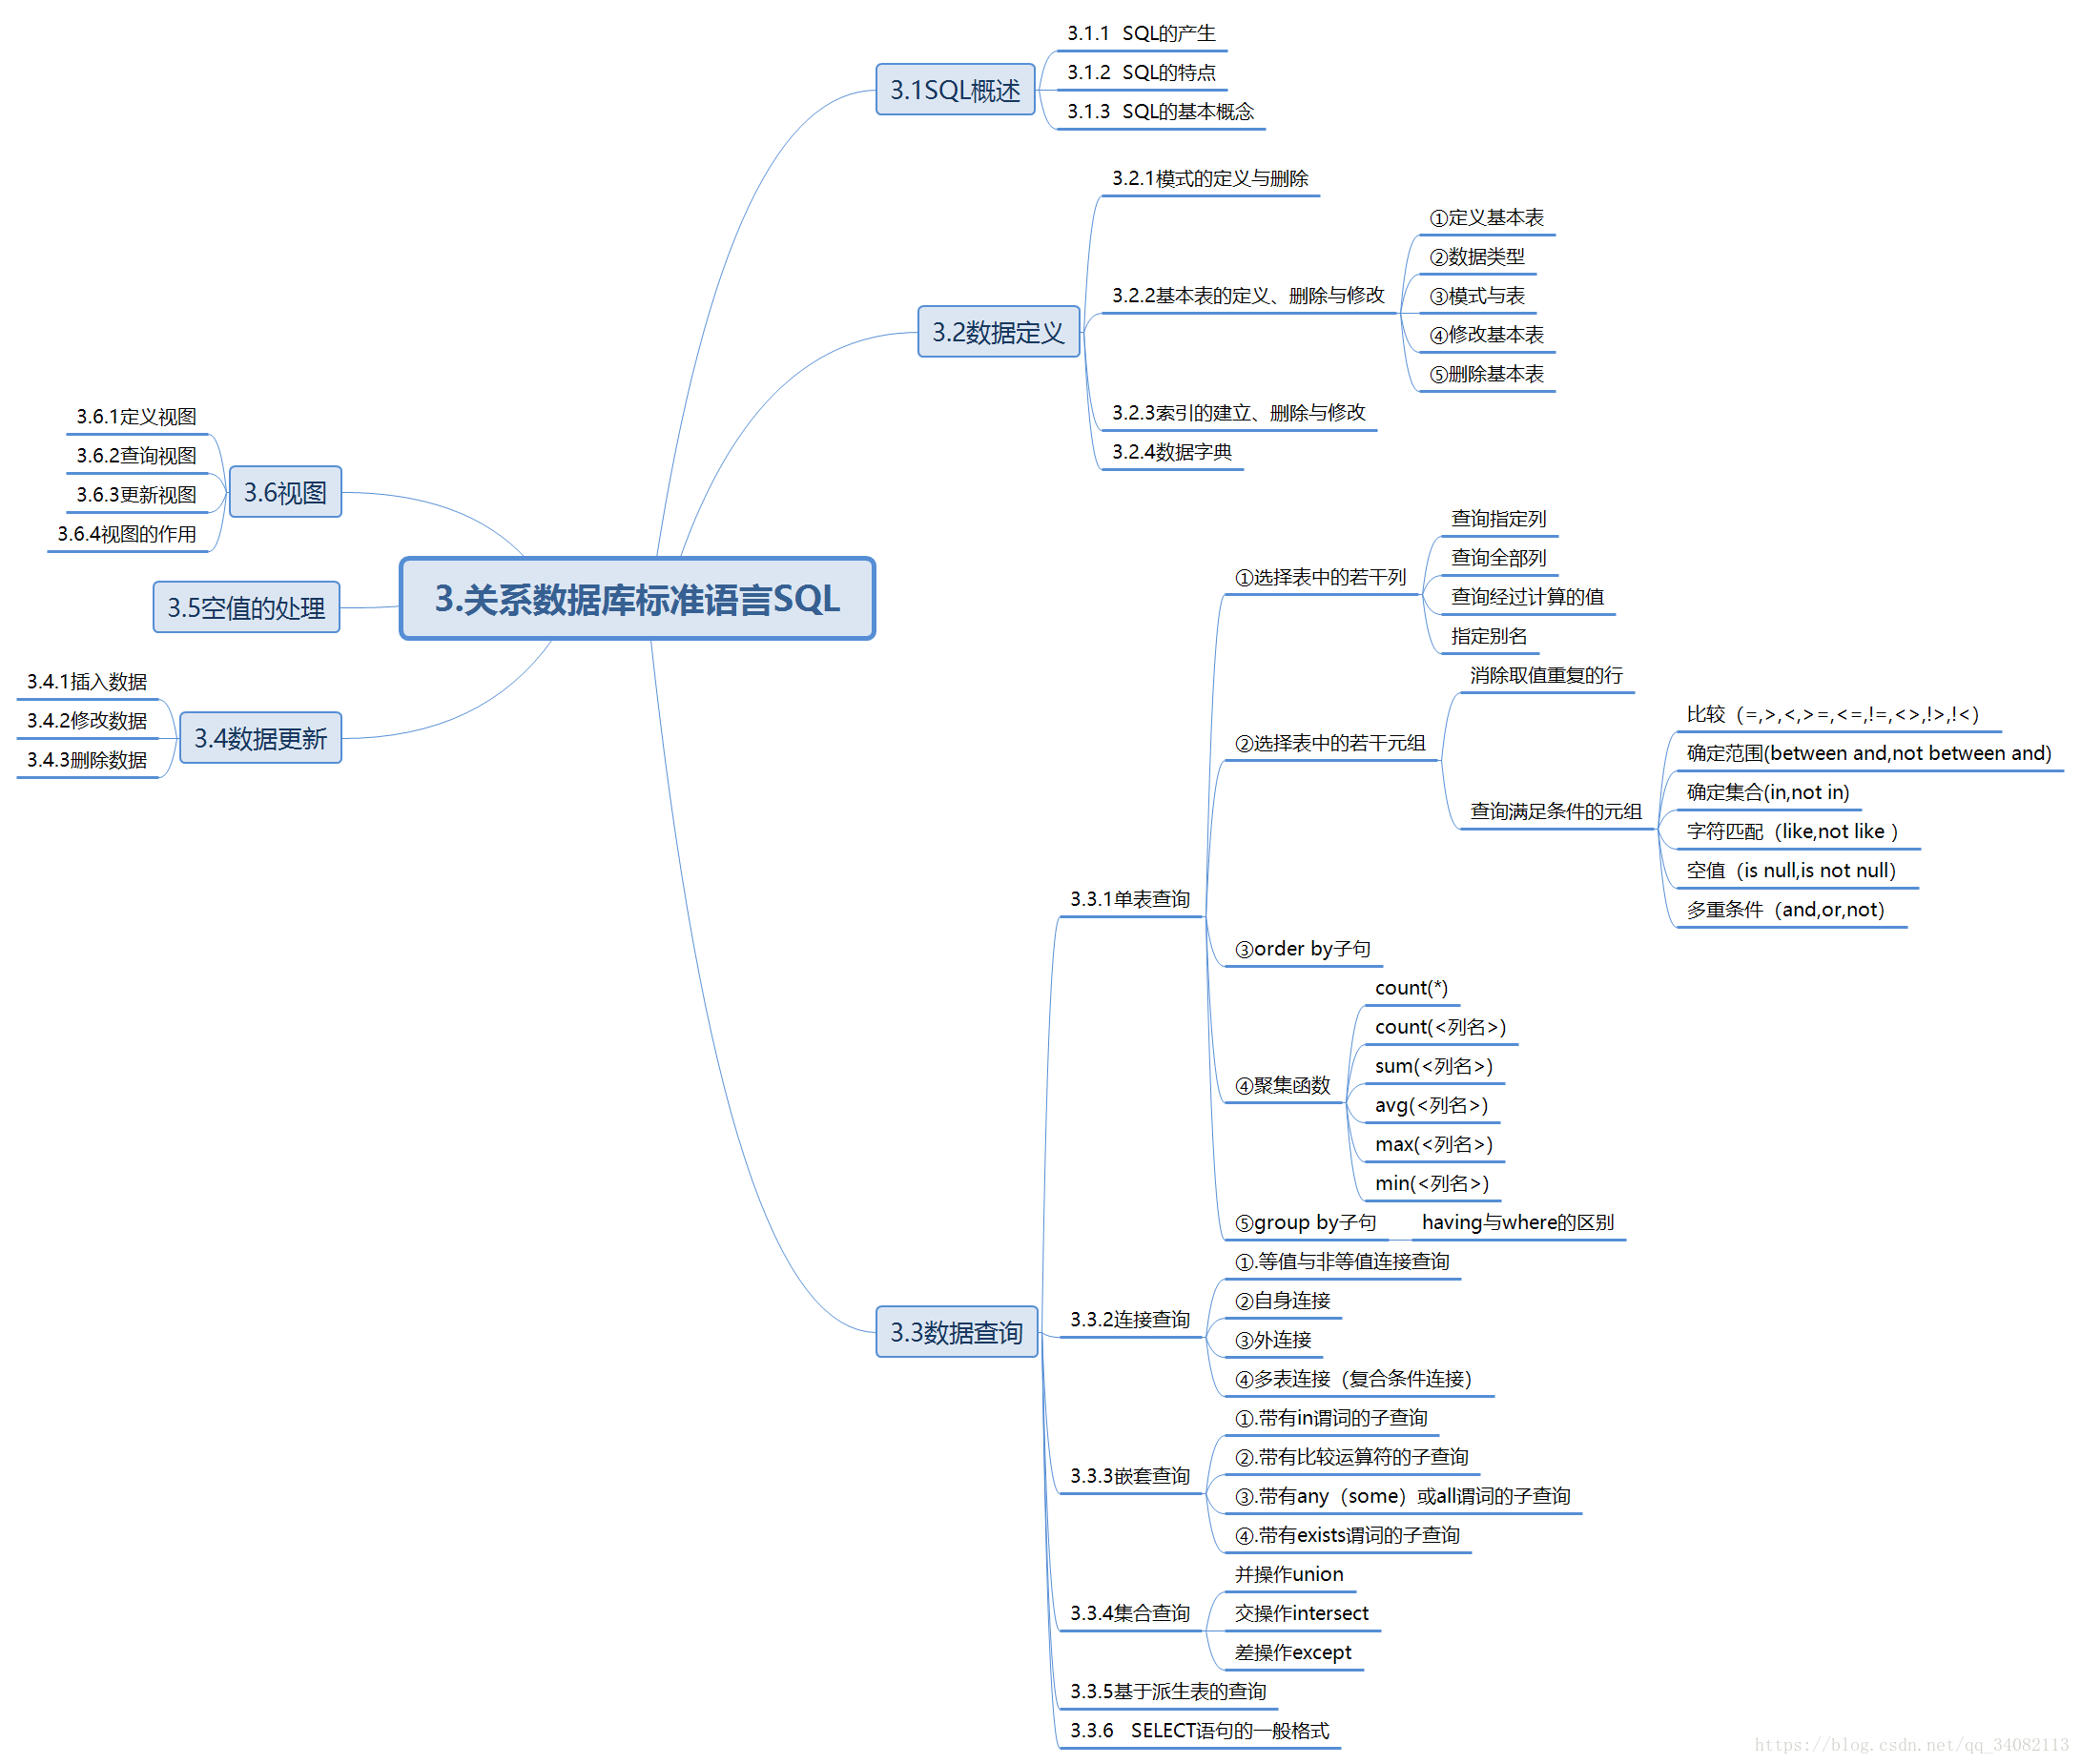 3.关系数据库标准语言SQL
3.1SQL概述
3.1.1 SQL的产生
3.1.2 SQL的特点
3.1.3 SQL的基本概念
3.2数据定义
3.2.1模式的定义与删除
3.2.2基本表的定义、删除与修改
①定义基本表
②数据类型
③模式与表
④修改基本表
⑤删除基本表
3.2.3索引的建立、删除与修改
3.2.4数据字典
3.3数据查询
3.3.1单表查询
①选择表中的若干列
查询指定列
查询全部列
查询经过计算的值
指定别名
②选择表中的若干元组
消除取值重复的行
查询满足条件的元组
比较（=,>,<,>=,<=,!=,<>,!>,!<）
确定范围(between and,not between and)
确定集合(in,not in)
字符匹配（like,not like ）
空值（is null,is not null）
多重条件（and,or,not）
③order by子句
④聚集函数
count(*)
count(<列名>)
sum(<列名>)
avg(<列名>)
max(<列名>)
min(<列名>)
⑤group by子句
having与where的区别
3.3.2连接查询
①.等值与非等值连接查询
②自身连接
③外连接
④多表连接（复合条件连接）
3.3.3嵌套查询
①.带有in谓词的子查询
②.带有比较运算符的子查询
③.带有any（some）或all谓词的子查询
④.带有exists谓词的子查询
3.3.4集合查询
并操作union
交操作intersect
差操作except
3.3.5基于派生表的查询
3.3.6 SELECT语句的一般格式
3.4数据更新
3.4.1插入数据
3.4.2修改数据
3.4.3删除数据
3.5空值的处理
3.6视图
3.6.1定义视图
3.6.2查询视图
3.6.3更新视图
3.6.4视图的作用
https://blog.csdn.net/qq_34082113